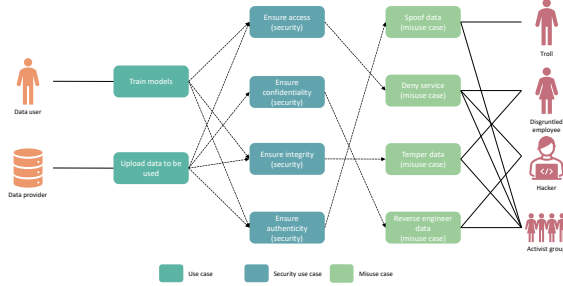 Ensure access
(security)
Spoof data
(misuse case)
Troll
Data user
Train models
Ensure
confidentiality
(security)
Deny service
(misuse case)
Disgruntled
employee
Data provider
Upload data to be
used
Ensure integrity
(security)
Temper data
(misuse case)
Hacker
Ensure
authenticity
(security)
Reverse engineer
data
(misuse case)
Activist group
Use case
Security use case
Misuse case